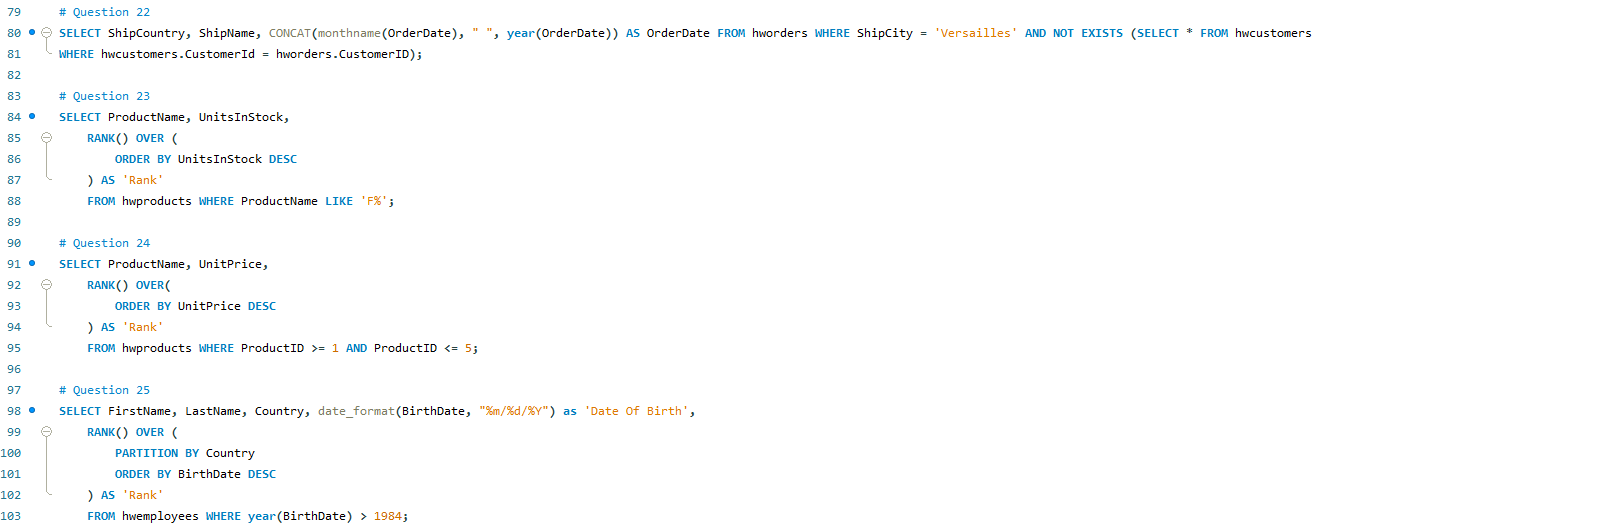 79 # Question 22
80 SELECT ShipCountry, ShipName, CONCAT(monthname(OrderDate), " ", year(OrderDate)) AS OrderDate FROM hworders WHERE ShipCity = 'Versailles' AND NOT EXISTS (SELECT * FROM hwcustomers
81 WHERE hwcustomers.CustomerId = hworders.CustomerID);
82
83 # Question 23
84 SELECT ProductName, UnitsInStock,
85 RANK() OVER (
86 ORDER BY UnitsInStock DESC
87 ) AS 'Rank'
88 FROM hwproducts WHERE ProductName LIKE 'F%';
89
90 # Question 24
91 SELECT ProductName, UnitPrice,
92 RANK() OVER(
93 ORDER BY UnitPrice DESC
94 ) AS 'Rank'
95 FROM hwproducts WHERE ProductID >= 1 AND ProductID <= 5;
96
97 # Question 25
98 SELECT FirstName, LastName, Country, date_format(BirthDate, "%m/%d/%Y") as 'Date Of Birth',
99 RANK() OVER (
100 PARTITION BY Country
101 ORDER BY BirthDate DESC
102 ) AS 'Rank'
103 FROM hwemployees WHERE year(BirthDate) > 1984;